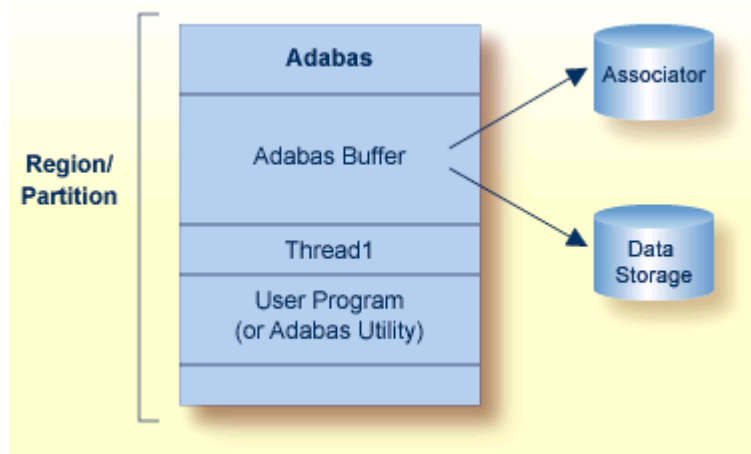 Region/
Partition
Adabas
Adabas Buffer
Thread1
User Program
(or Adabas Utility)
Associator
Data
Storage